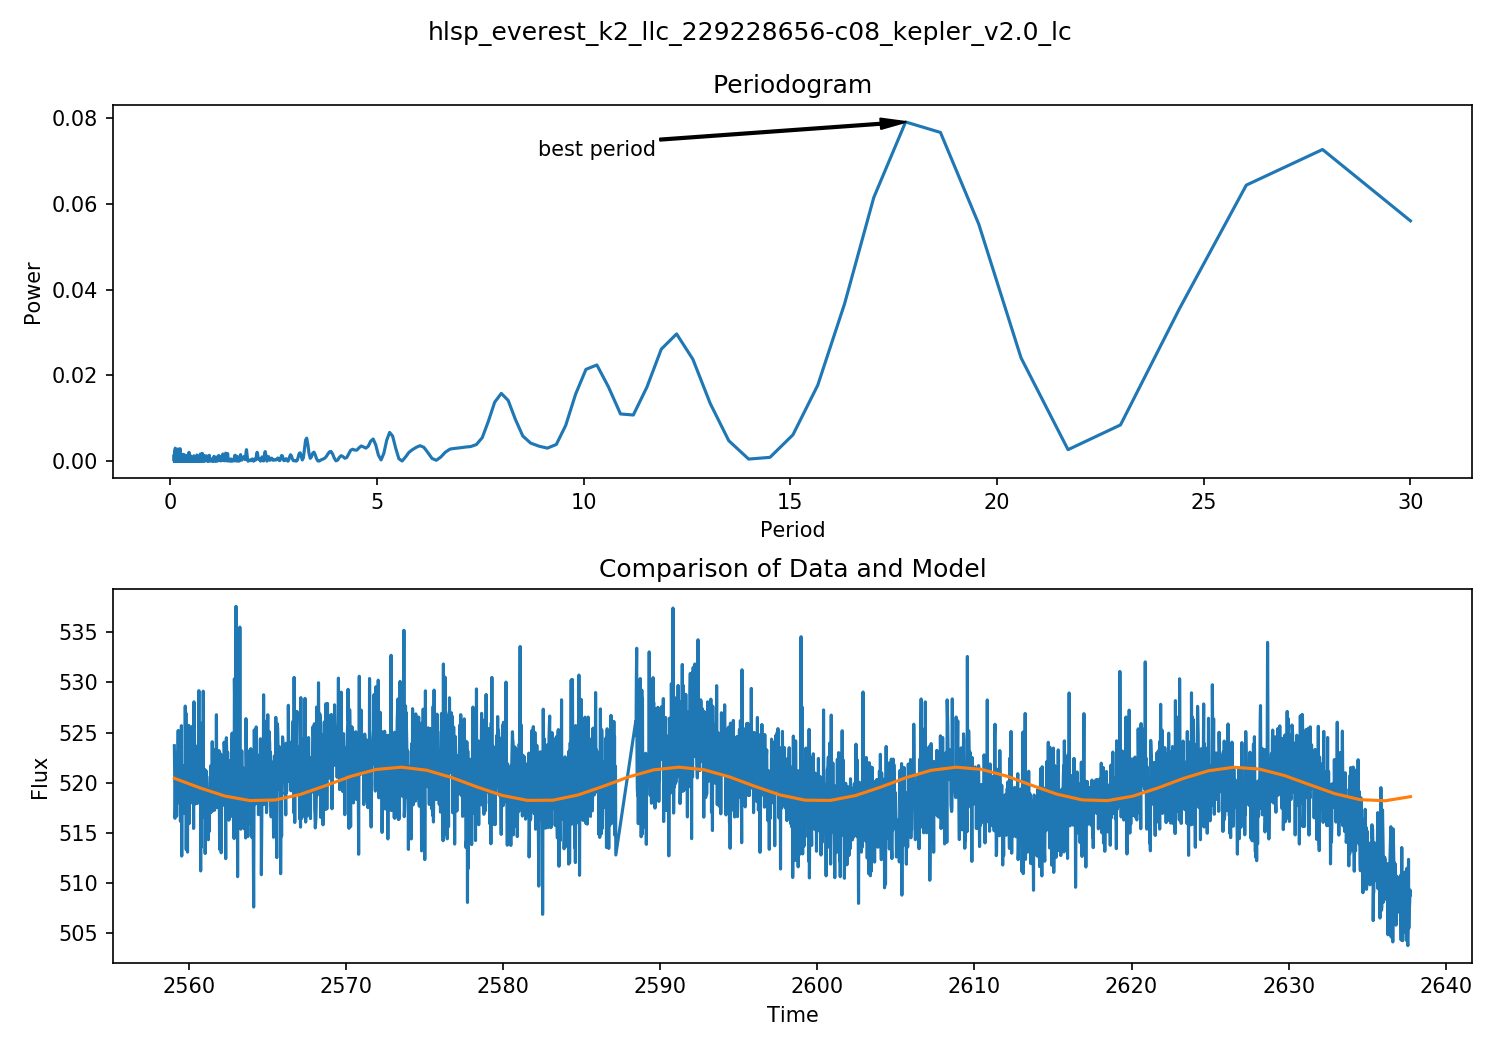 hlsp_everest_k2_llc_229228656-c08_kepler_v2.0_lc
Periodogram
0.08
0.06
0.04
0.02
0.00
Power
best period
0 5 10 15 20 25 30
Period
Comparison of Data and Model
535
530
525
520
515
510
505
Flux
2560 2570 2580 2590 2600 2610 2620 2630 2640
Time